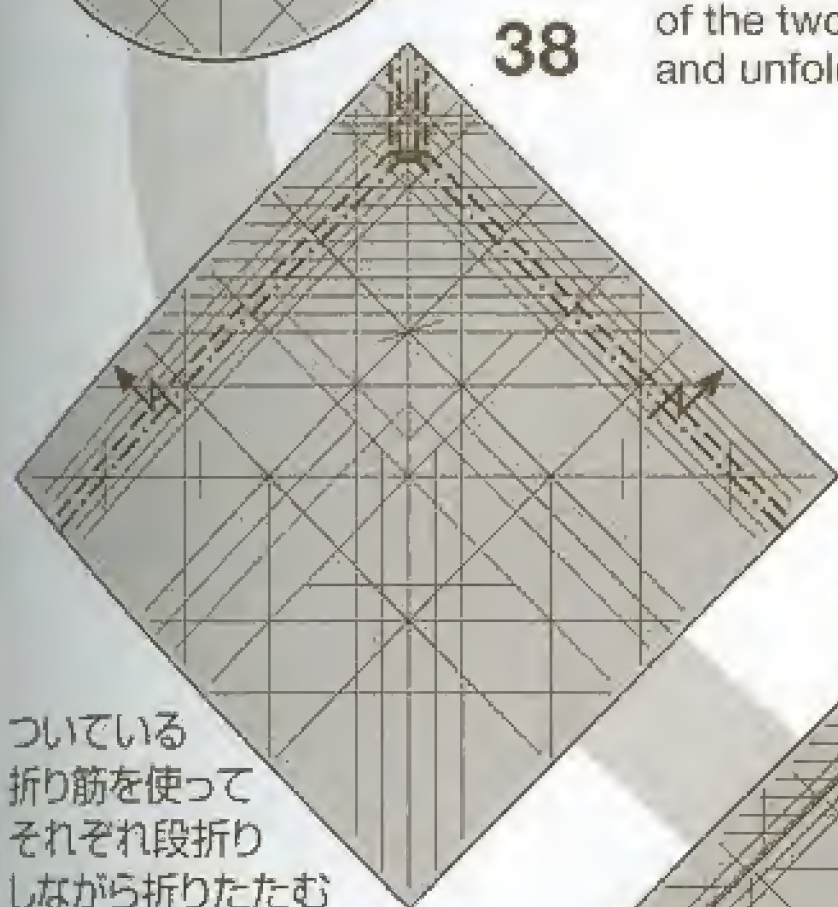 of the two
and unfold
38
ついている
折り筋を使って
それぞれ段折り
しながら折りたたむ